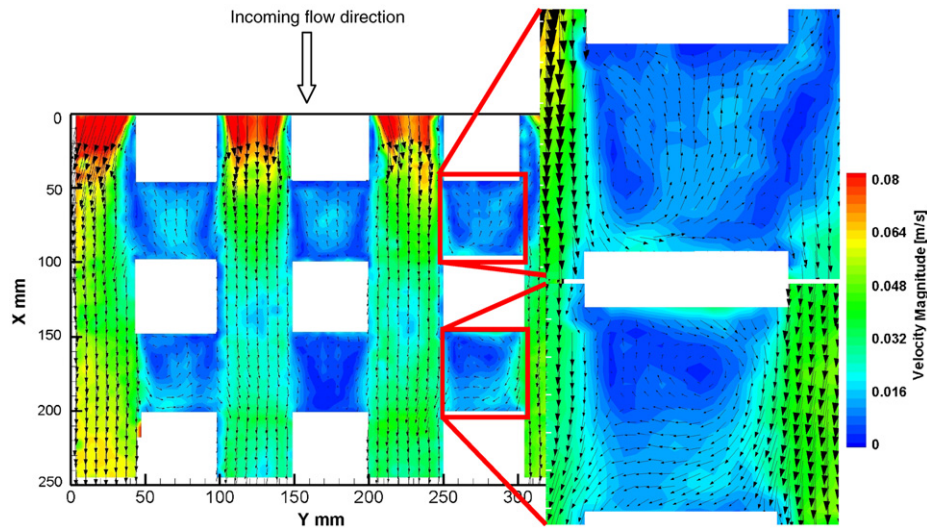 Incoming flow direction
0
50
100
150
200
250
X mm
0 50 100 150 200 250 300
Y mm
0.08
0.064
0.048
0.032
0.016
0
Velocity Magnitude [m/s]